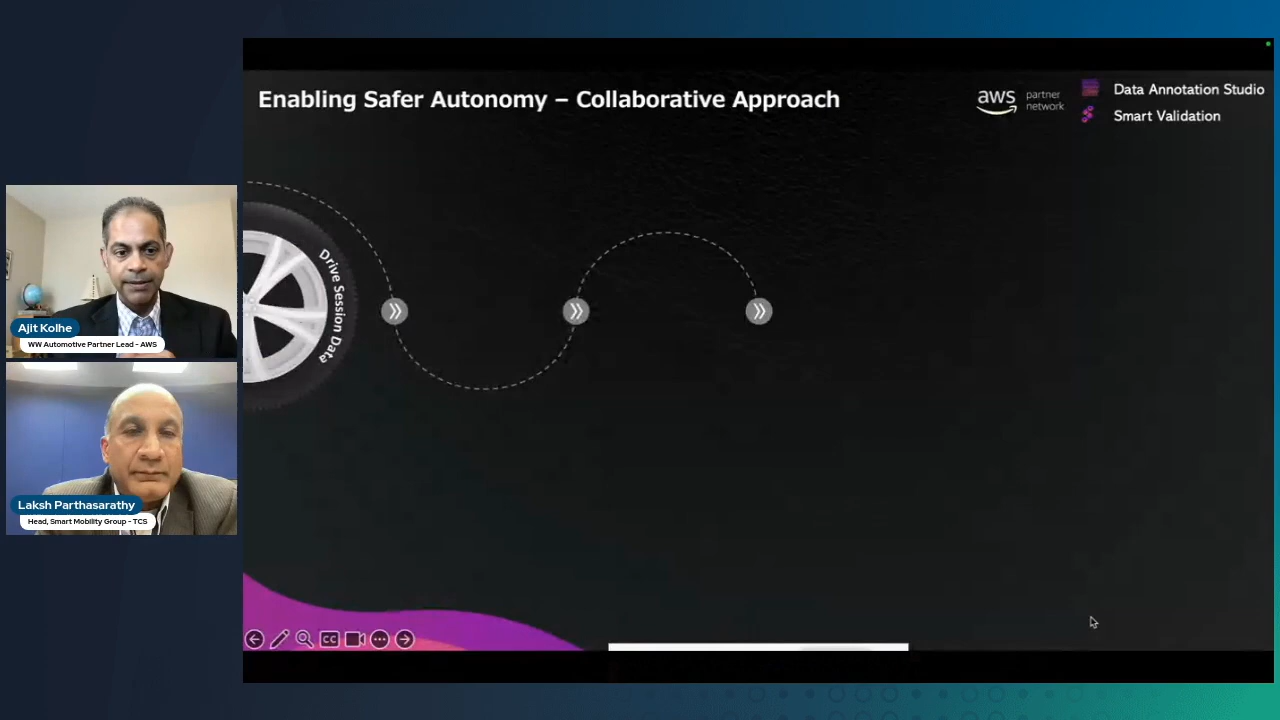 Enabling Safer Autonomy – Collaborative Approach
aws
partner
network
Data Annotation Studio
Smart Validation
Drive Session Data
Ajit Kolhe
WW Automotive Partner Lead - AWS
Laksh Parthasarathy
Head, Smart Mobility Group - TCS
CC